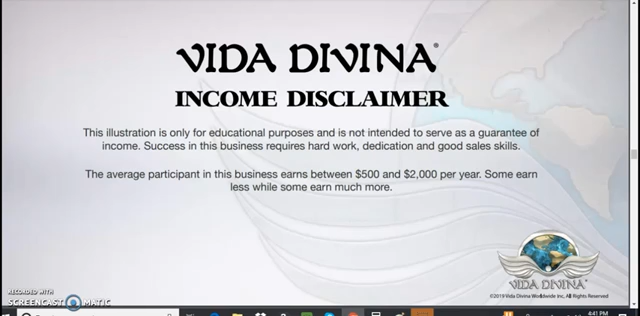 VIDA DIVINA®
INCOME DISCLAIMER
This illustration is only for educational purposes and is not intended to serve as a guarantee of
income. Success in this business requires hard work, dedication and good sales skills.
The average participant in this business earns between $500 and $2,000 per year. Some earn
less while some earn much more.
VIDA DIVINA
©2019 Vida Divina Worldwide Inc, All Rights Reserved
RECORDED WITH
SCREENCAST O MATIC
4:41 PM